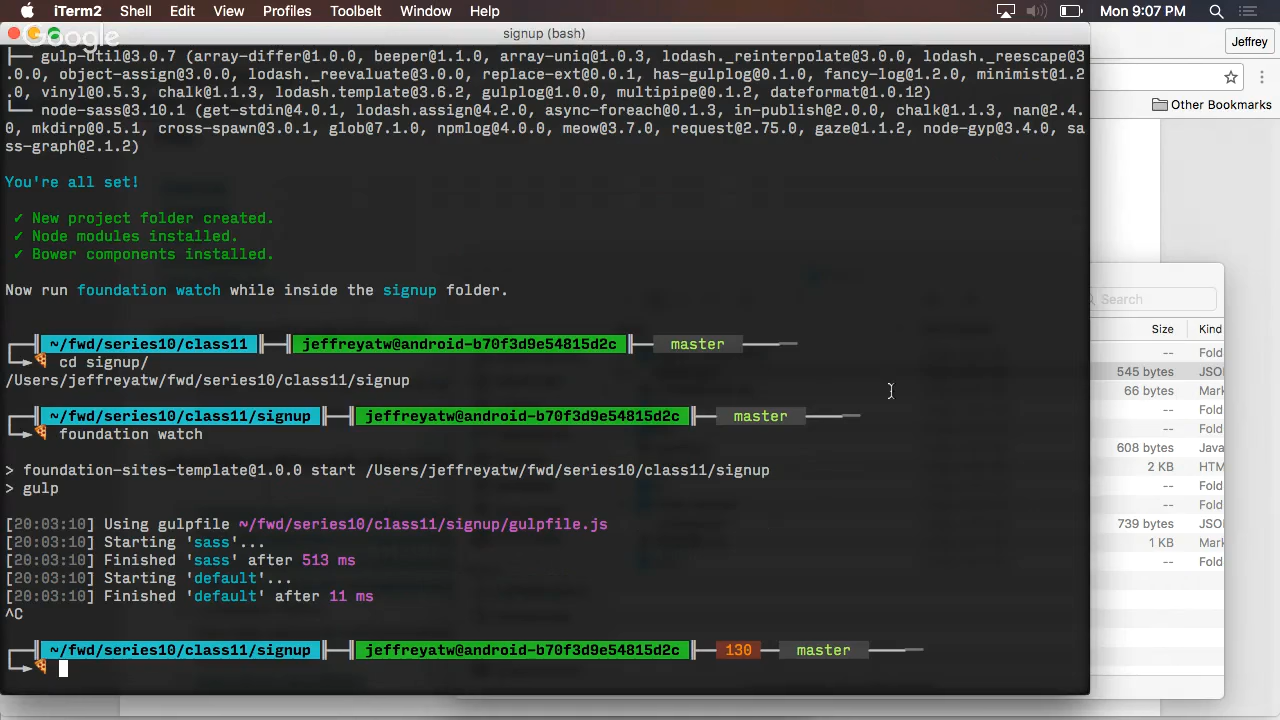 iTerm2 Shell Edit View Profiles Toolbelt Window Help Mon 9:07 PM
Google
signup (bash)
Jeffrey
├── gulp-util@3.0.7 (array-differ@1.0.0, beeper@1.1.0, array-uniq@1.0.3, lodash._reinterpolate@3.0.0, lodash._reescape@3
.0.0, object-assign@3.0.0, lodash._reevaluate@3.0.0, replace-ext@0.0.1, has-gulplog@0.1.0, fancy-log@1.2.0, minimist@1.2
.0, vinyl@0.5.3, chalk@1.1.3, lodash.template@3.6.2, gulplog@1.0.0, multipipe@0.1.2, dateformat@1.0.12)
└── node-sass@3.10.1 (get-stdin@4.0.1, lodash.assign@4.2.0, async-foreach@0.1.3, in-publish@2.0.0, chalk@1.1.3, nan@2.4.
0, mkdirp@0.5.1, cross-spawn@3.0.1, glob@7.1.0, npmlog@4.0.0, meow@3.7.0, request@2.75.0, gaze@1.1.2, node-gyp@3.4.0, sa
ss-graph@2.1.2)
Other Bookmarks
You're all set!
✓ New project folder created.
✓ Node modules installed.
✓ Bower components installed.
Now run foundation watch while inside the signup folder.
~/fwd/series10/class11 jeffreyatw@android-b70f3d9e54815d2c master
cd signup/
/Users/jeffreyatw/fwd/series10/class11/signup
~/fwd/series10/class11/signup jeffreyatw@android-b70f3d9e54815d2c master
foundation watch
> foundation-sites-template@1.0.0 start /Users/jeffreyatw/fwd/series10/class11/signup
> gulp
[20:03:10] Using gulpfile ~/fwd/series10/class11/signup/gulpfile.js
[20:03:10] Starting 'sass'...
[20:03:10] Finished 'sass' after 513 ms
[20:03:10] Starting 'default'...
[20:03:10] Finished 'default' after 11 ms
^C
~/fwd/series10/class11/signup jeffreyatw@android-b70f3d9e54815d2c 130 master
Search
Size Kind
-- Fold
545 bytes JSO
66 bytes Mar
-- Fold
-- Fold
608 bytes Java
2 KB HTM
-- Fold
-- Fold
739 bytes JSO
1 KB Mar
-- Fold